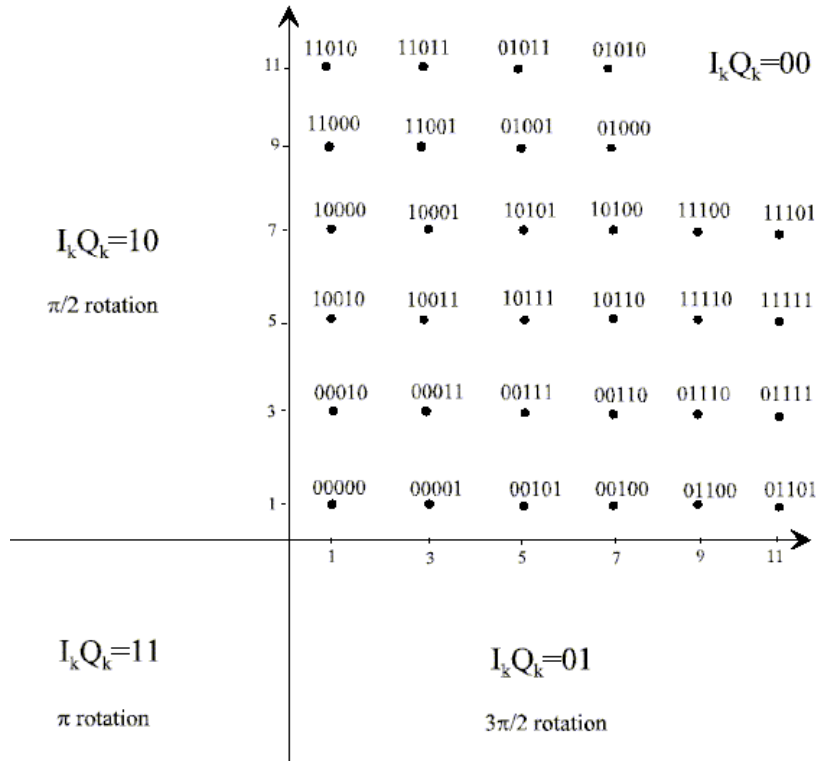 11010 11011 01011 01010
11 I_kQ_k=00
11000 11001 01001 01000
9
10000 10001 10101 10100 11100 11101
7
I_kQ_k=10
π/2 rotation
10010 10011 10111 10110 11110 11111
5
00010 00011 00111 00110 01110 01111
3
00000 00001 00101 00100 01100 01101
1
1 3 5 7 9 11
I_kQ_k=11
π rotation
I_kQ_k=01
3π/2 rotation